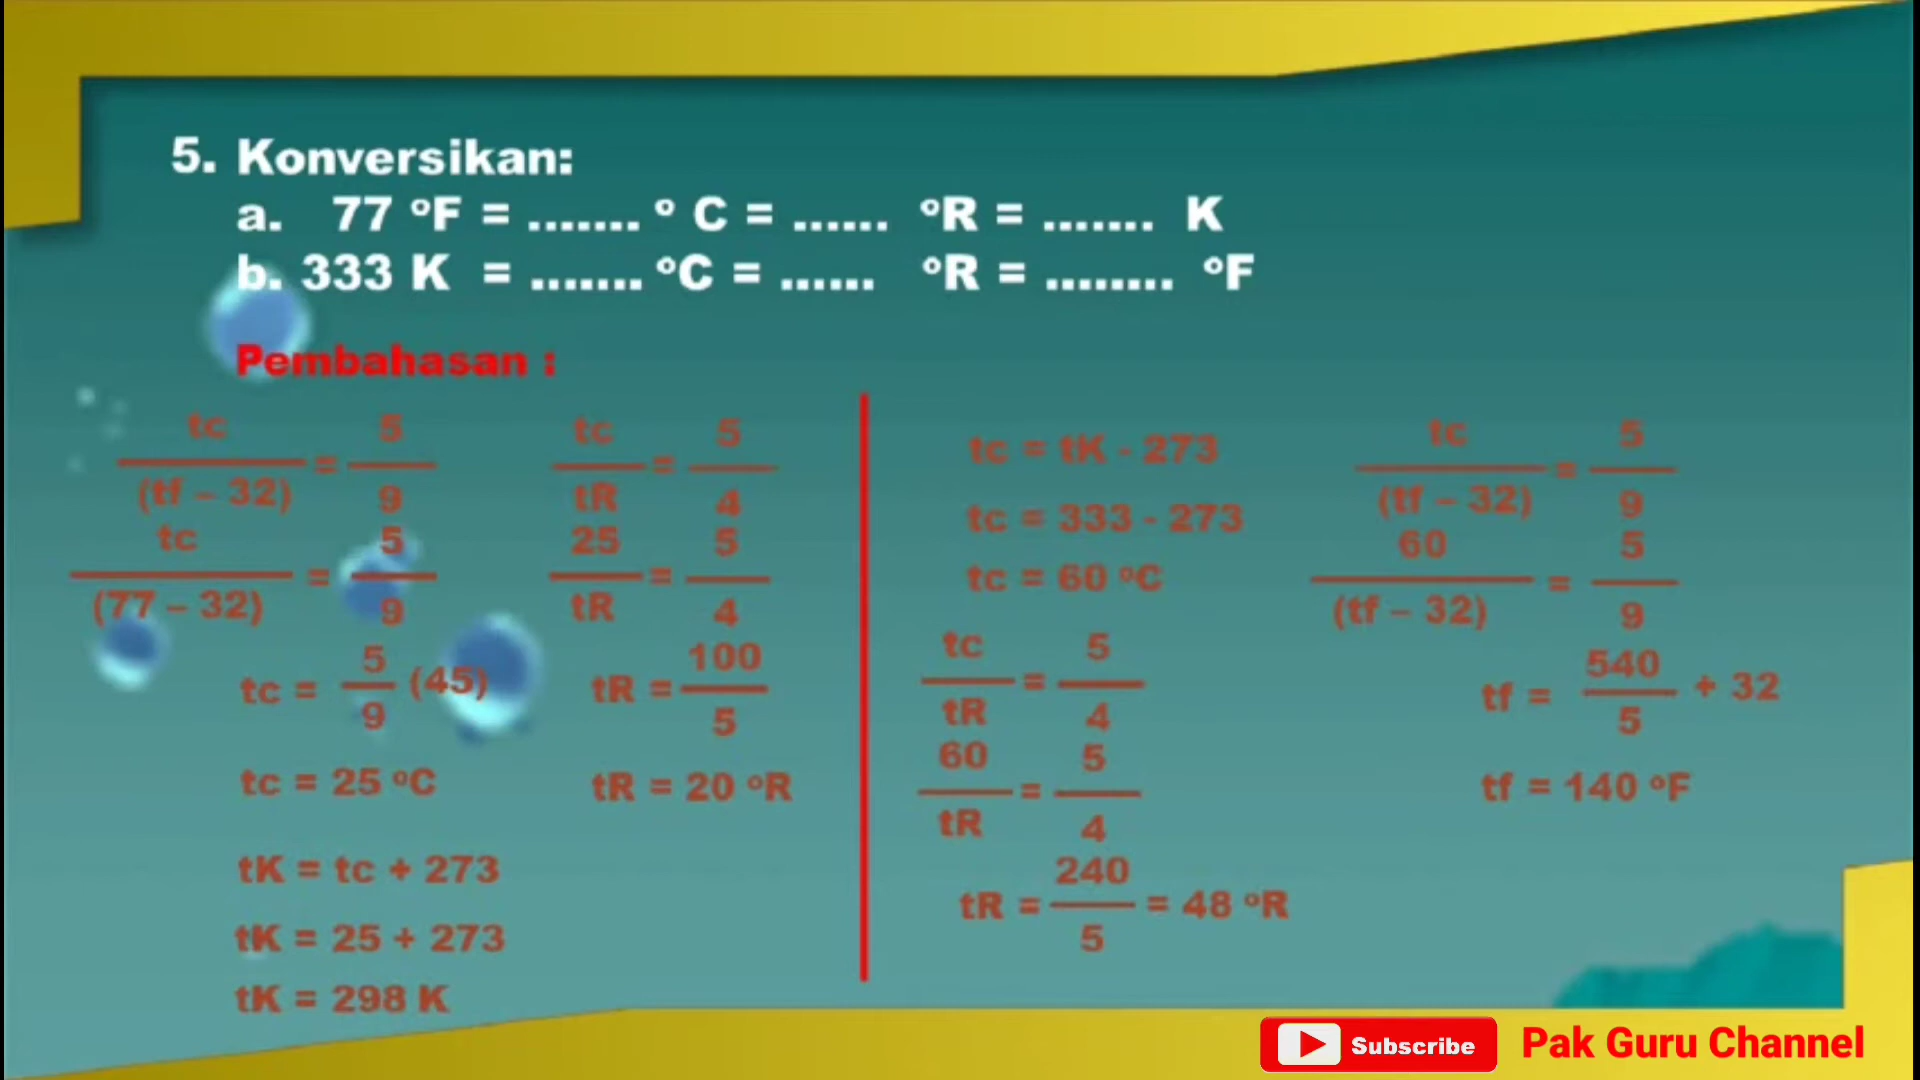 5. Konversikan:
a. 77 °F = ....... ° C = ...... °R = ....... K
b. 333 K = ....... °C = ...... °R = ........ °F
Pembahasan :
tc
(tf – 32)
=
5
9
tc
(77 – 32)
=
5
9
tc =
5
9
(45)
tc = 25 °C
tK = tc + 273
tK = 25 + 273
tK = 298 K
tc
tR
=
5
4
25
tR
=
5
4
tR =
100
5
tR = 20 °R
tc = tK - 273
tc = 333 - 273
tc = 60 °C
tc
tR
=
5
4
60
tR
=
5
4
tR =
240
5
= 48 °R
tc
(tf – 32)
=
5
9
60
(tf – 32)
=
5
9
tf =
540
5
+ 32
tf = 140 °F
Subscribe
Pak Guru Channel